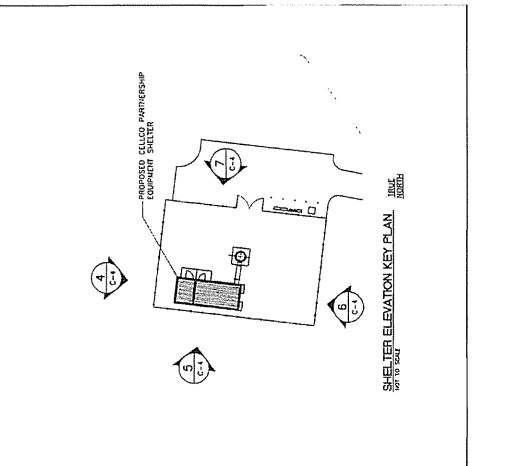 PROPOSED CELLCO PARTNERSHIP
EQUIPMENT SHELTER
4
C-4
7
C-4
5
C-4
6
C-4
SHELTER ELEVATION KEY PLAN
NOT TO SCALE
TRUE
NORTH